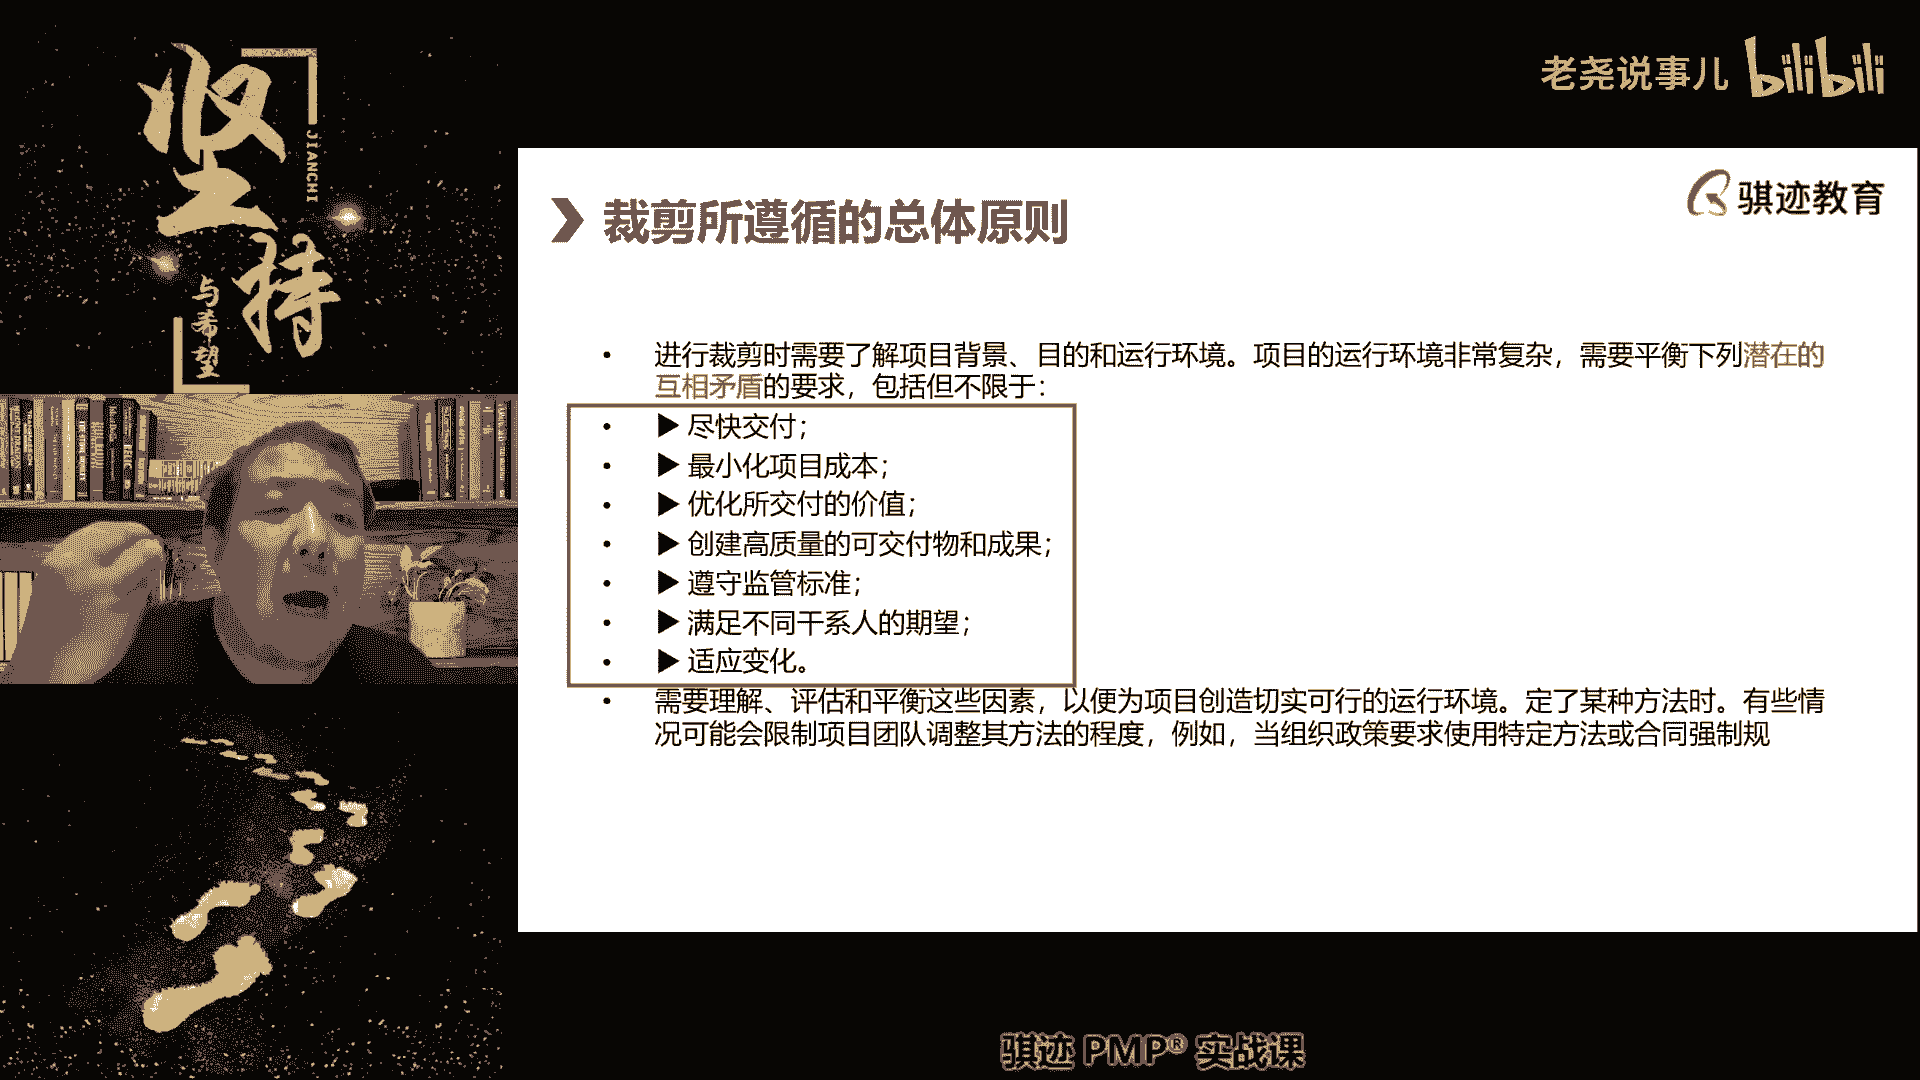 坚
持
JIANCHI
与
希
望
老尧说事儿 bilibili
骐迹教育
裁剪所遵循的总体原则
• 进行裁剪时需要了解项目背景、目的和运行环境。项目的运行环境非常复杂，需要平衡下列潜在的
互相矛盾的要求，包括但不限于：
• ▶ 尽快交付；
• ▶ 最小化项目成本；
• ▶ 优化所交付的价值；
• ▶ 创建高质量的可交付物和成果；
• ▶ 遵守监管标准；
• ▶ 满足不同干系人的期望；
• ▶ 适应变化。
• 需要理解、评估和平衡这些因素，以便为项目创造切实可行的运行环境。定了某种方法时。有些情
况可能会限制项目团队调整其方法的程度，例如，当组织政策要求使用特定方法或合同强制规
骐迹 PMP® 实战课